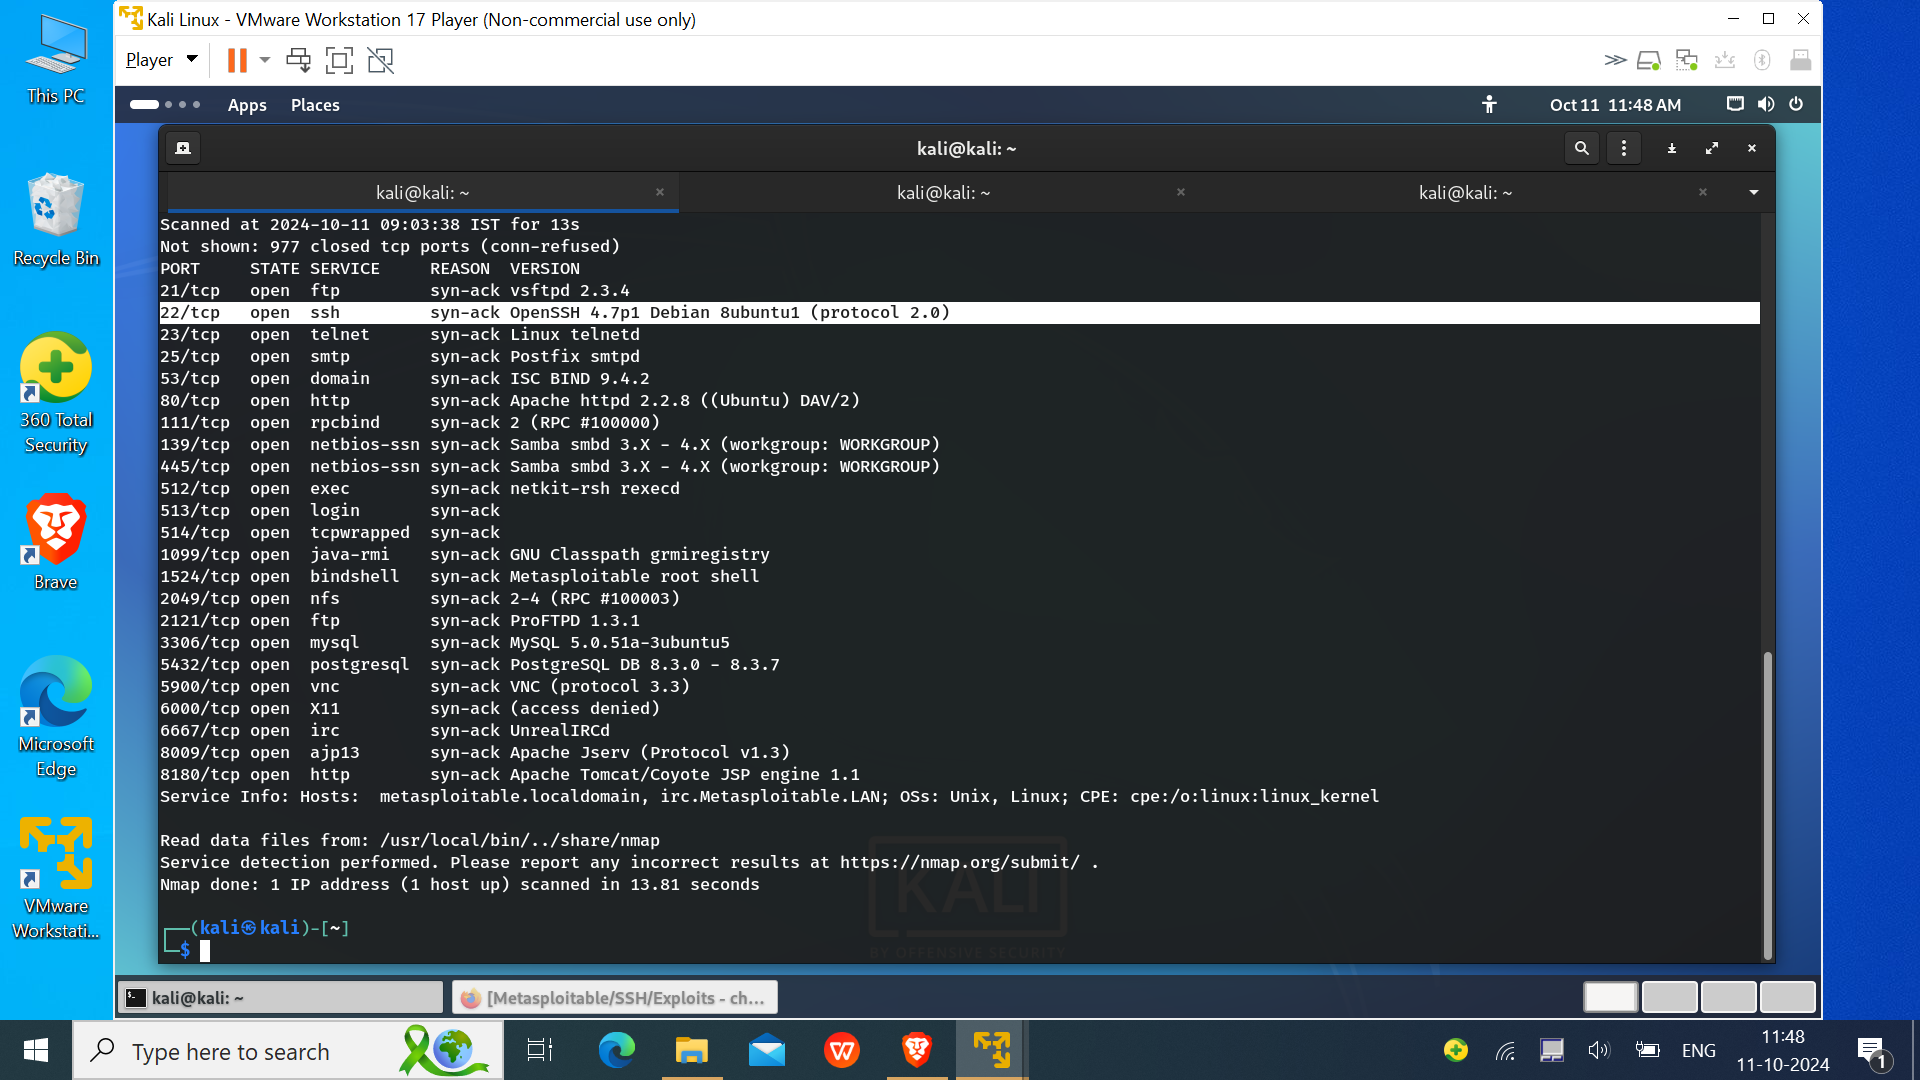 Kali Linux - VMware Workstation 17 Player (Non-commercial use only)
Player
Apps Places
Oct 11 11:48 AM
kali@kali: ~
kali@kali: ~ kali@kali: ~ kali@kali: ~
Scanned at 2024-10-11 09:03:38 IST for 13s
Not shown: 977 closed tcp ports (conn-refused)
PORT STATE SERVICE REASON VERSION
21/tcp open ftp syn-ack vsftpd 2.3.4
22/tcp open ssh syn-ack OpenSSH 4.7p1 Debian 8ubuntu1 (protocol 2.0)
23/tcp open telnet syn-ack Linux telnetd
25/tcp open smtp syn-ack Postfix smtpd
53/tcp open domain syn-ack ISC BIND 9.4.2
80/tcp open http syn-ack Apache httpd 2.2.8 ((Ubuntu) DAV/2)
111/tcp open rpcbind syn-ack 2 (RPC #100000)
139/tcp open netbios-ssn syn-ack Samba smbd 3.X - 4.X (workgroup: WORKGROUP)
445/tcp open netbios-ssn syn-ack Samba smbd 3.X - 4.X (workgroup: WORKGROUP)
512/tcp open exec syn-ack netkit-rsh rexecd
513/tcp open login syn-ack
514/tcp open tcpwrapped syn-ack
1099/tcp open java-rmi syn-ack GNU Classpath grmiregistry
1524/tcp open bindshell syn-ack Metasploitable root shell
2049/tcp open nfs syn-ack 2-4 (RPC #100003)
2121/tcp open ftp syn-ack ProFTPD 1.3.1
3306/tcp open mysql syn-ack MySQL 5.0.51a-3ubuntu5
5432/tcp open postgresql syn-ack PostgreSQL DB 8.3.0 - 8.3.7
5900/tcp open vnc syn-ack VNC (protocol 3.3)
6000/tcp open X11 syn-ack (access denied)
6667/tcp open irc syn-ack UnrealIRCd
8009/tcp open ajp13 syn-ack Apache Jserv (Protocol v1.3)
8180/tcp open http syn-ack Apache Tomcat/Coyote JSP engine 1.1
Service Info: Hosts:  metasploitable.localdomain, irc.Metasploitable.LAN; OSs: Unix, Linux; CPE: cpe:/o:linux:linux_kernel
Read data files from: /usr/local/bin/../share/nmap
Service detection performed. Please report any incorrect results at https://nmap.org/submit/ .
Nmap done: 1 IP address (1 host up) scanned in 13.81 seconds
┌──(kali㉿kali)-[~]
└─$
KALI
BY OFFENSIVE SECURITY
kali@kali: ~
[Metasploitable/SSH/Exploits - ch...
This PC
Recycle Bin
360 Total
Security
Brave
Microsoft
Edge
VMware
Workstati...
Type here to search
ENG
11:48
11-10-2024
1